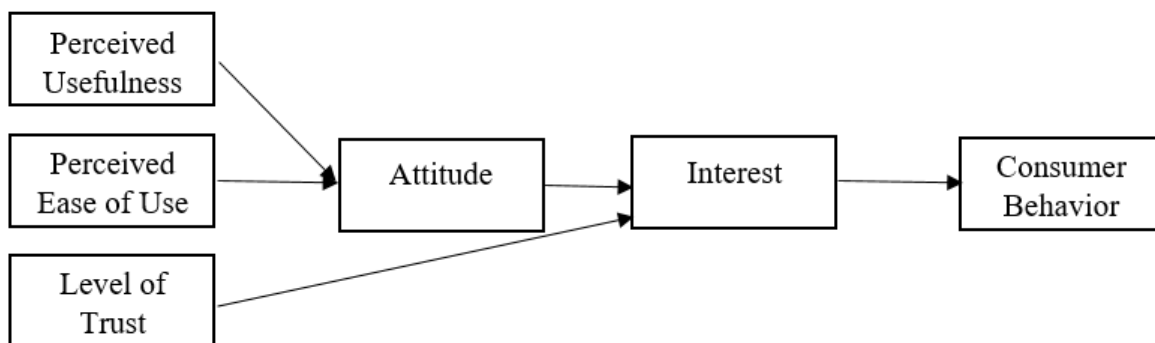 Perceived
Usefulness
Perceived
Ease of Use
Level of
Trust
Attitude
Interest
Consumer
Behavior